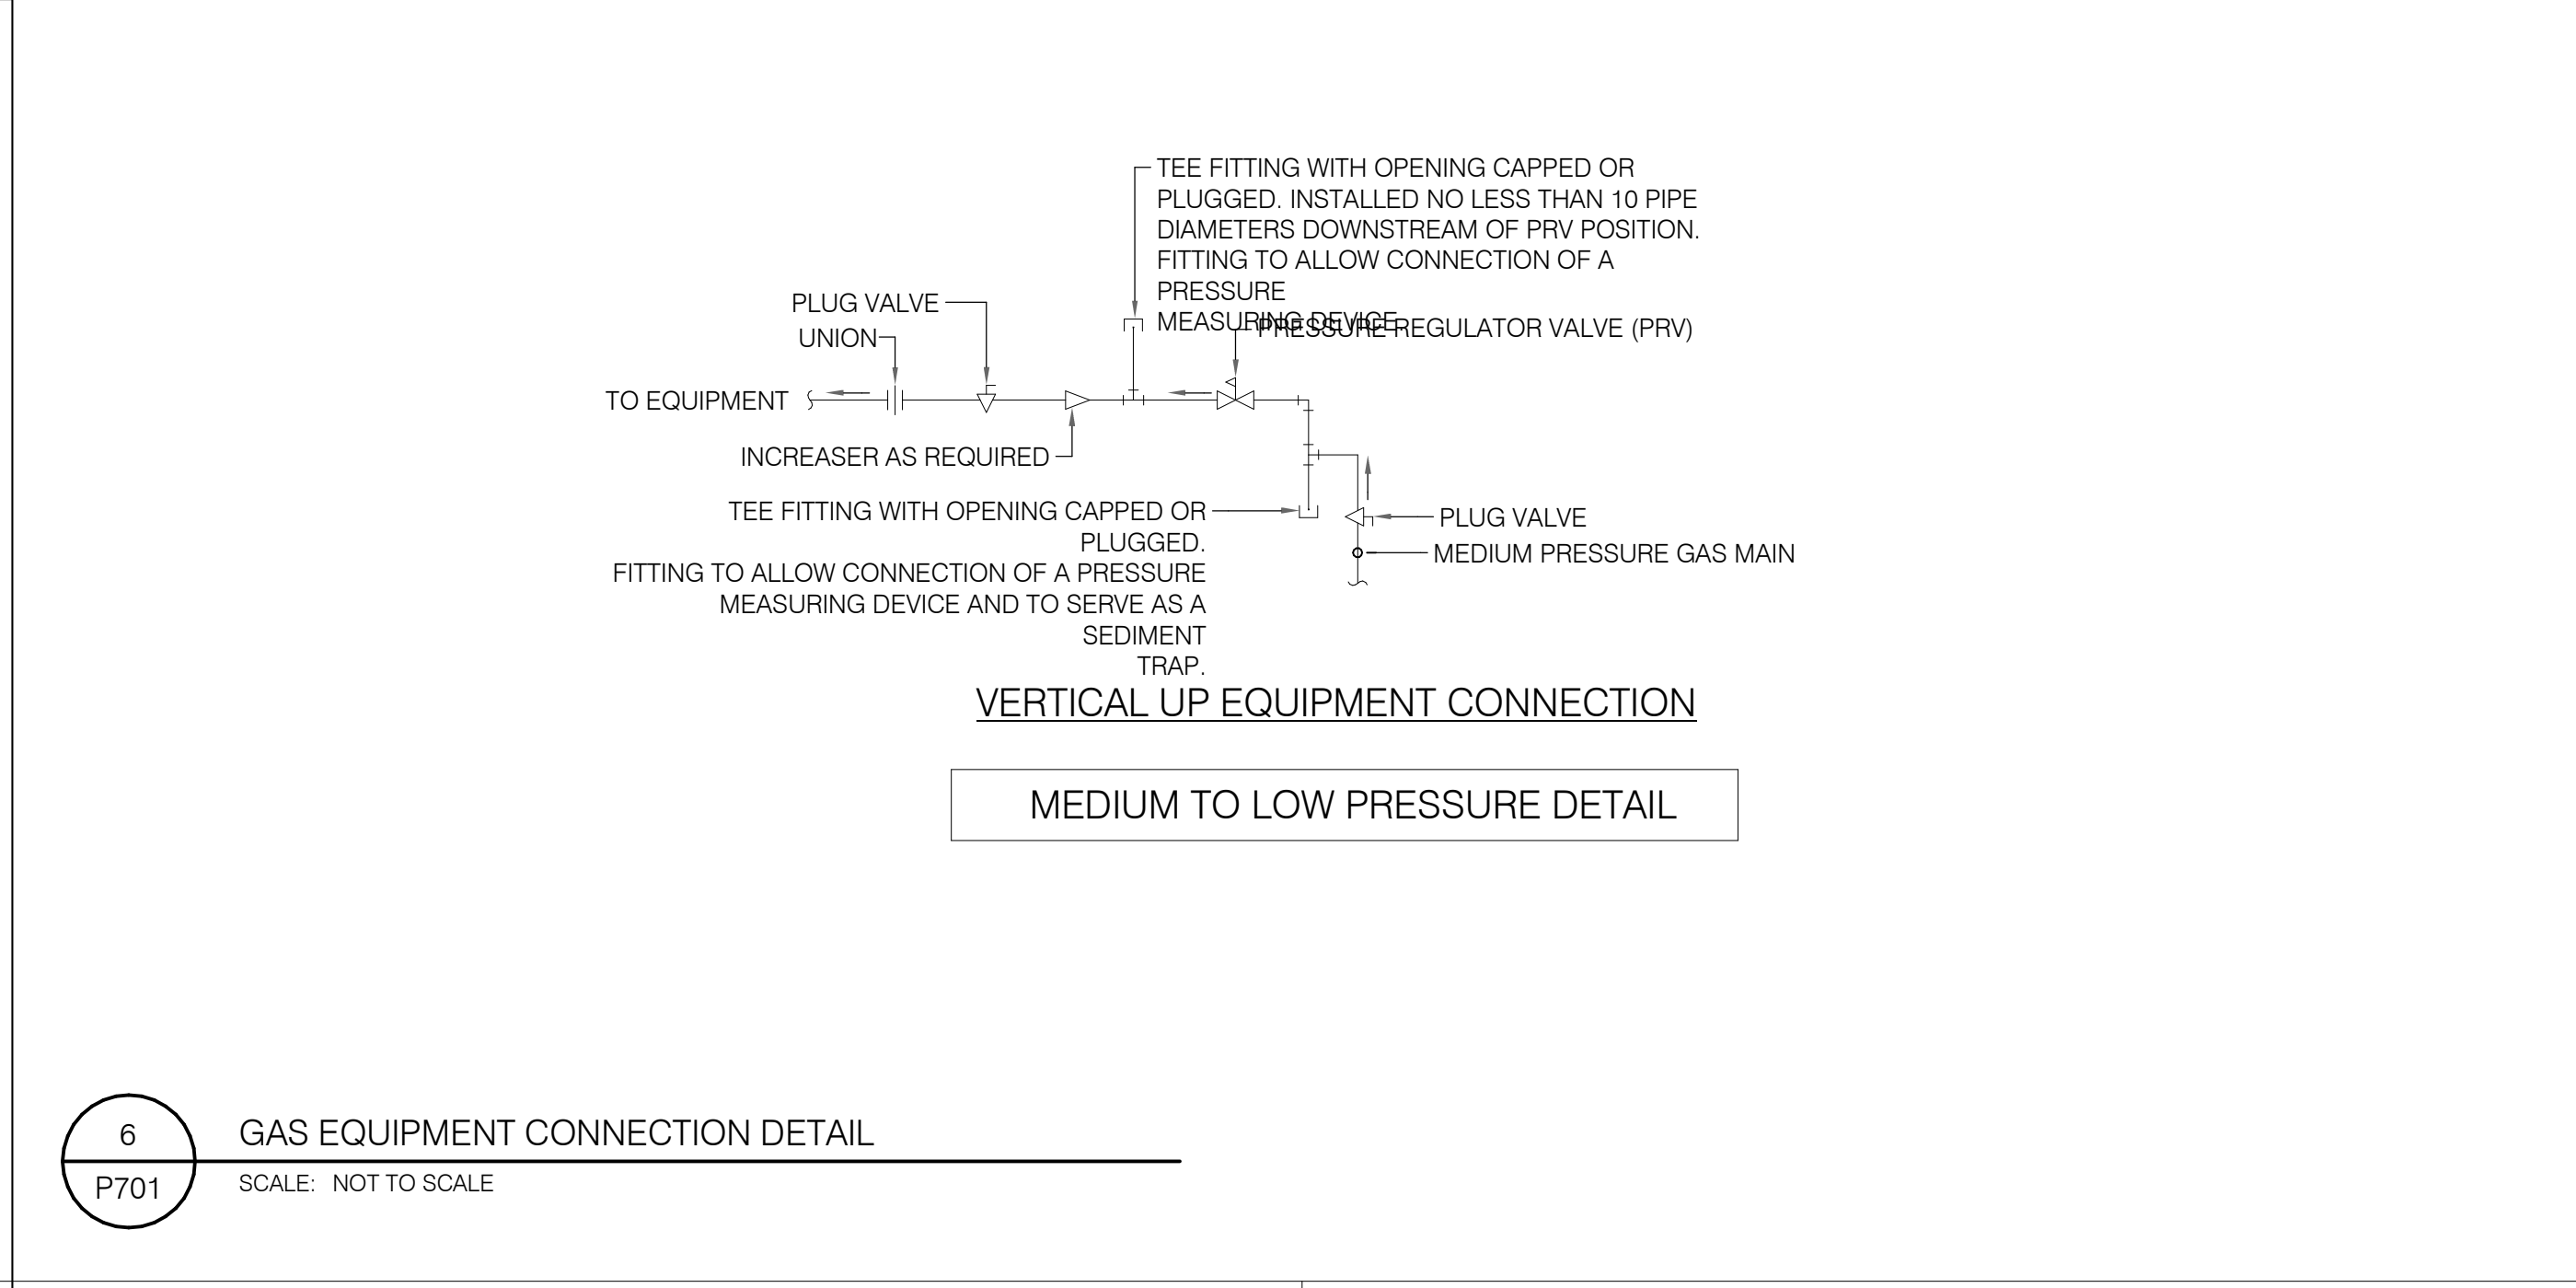 TEE FITTING WITH OPENING CAPPED OR
PLUGGED. INSTALLED NO LESS THAN 10 PIPE
DIAMETERS DOWNSTREAM OF PRV POSITION.
FITTING TO ALLOW CONNECTION OF A
PRESSURE
MEASURING DEVICE.
PRESSURE REGULATOR VALVE (PRV)
PLUG VALVE
UNION
TO EQUIPMENT
INCREASER AS REQUIRED
TEE FITTING WITH OPENING CAPPED OR
PLUGGED.
FITTING TO ALLOW CONNECTION OF A PRESSURE
MEASURING DEVICE AND TO SERVE AS A
SEDIMENT
TRAP.
PLUG VALVE
MEDIUM PRESSURE GAS MAIN
VERTICAL UP EQUIPMENT CONNECTION
MEDIUM TO LOW PRESSURE DETAIL
6
P701
GAS EQUIPMENT CONNECTION DETAIL
SCALE: NOT TO SCALE